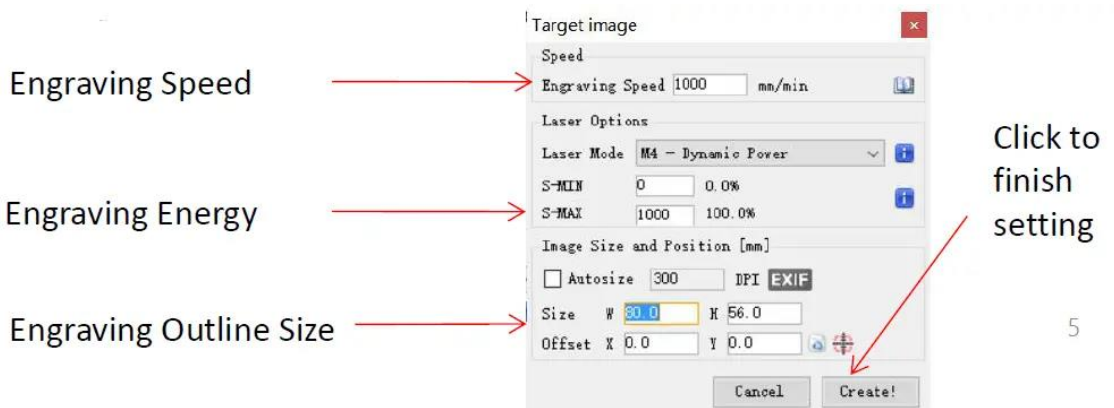 Target image
Speed
Engraving Speed
Engraving Speed 1000 mm/min
Laser Options
Laser Mode M4 - Dynamic Power
S-MIN 0 0.0%
Engraving Energy
S-MAX 1000 100.0%
Click to
finish
setting
Image Size and Position [mm]
Autosize 300 DPI EXIF
Size W 80.0 H 56.0
Engraving Outline Size
Offset X 0.0 Y 0.0
5
Cancel Create!